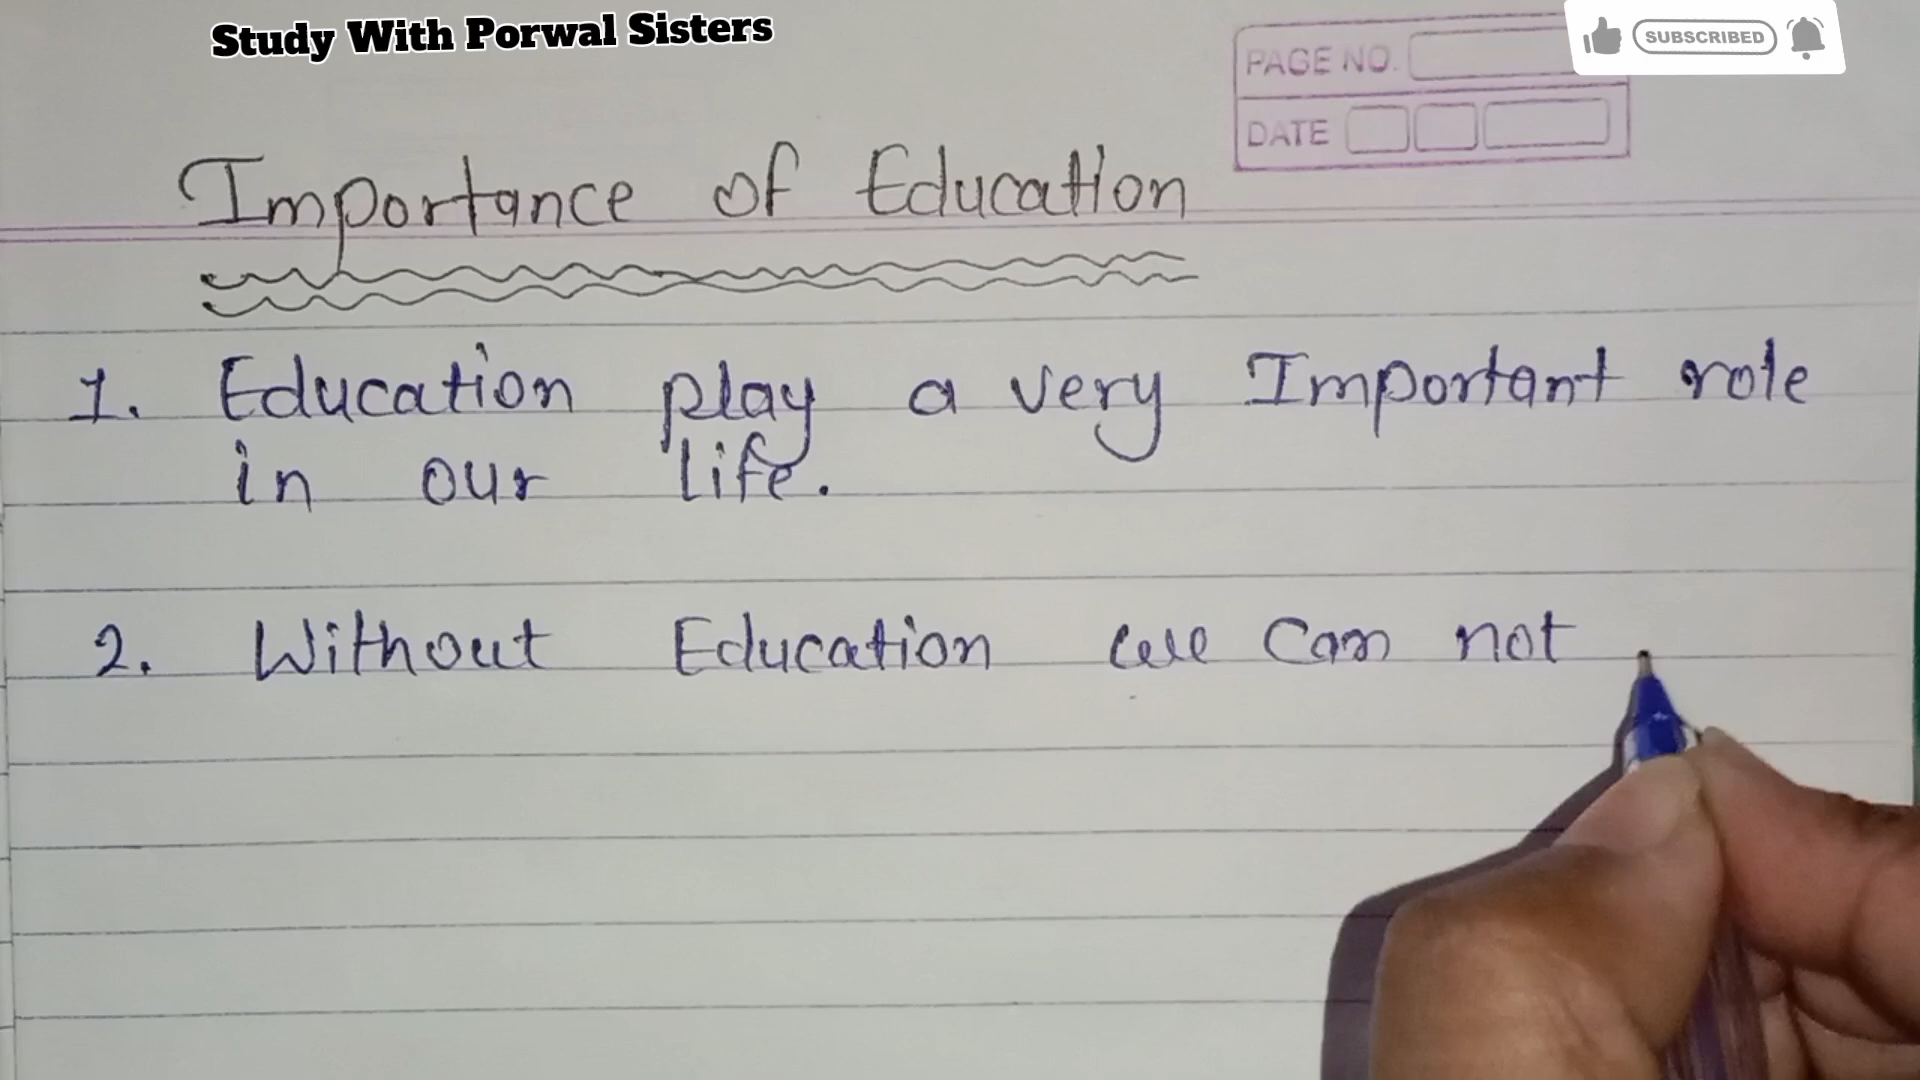 Study With Porwal Sisters
SUBSCRIBED
PAGE NO.
DATE
Importance of Education
1. Education play a very Important role
in our life.
2. Without Education we can not